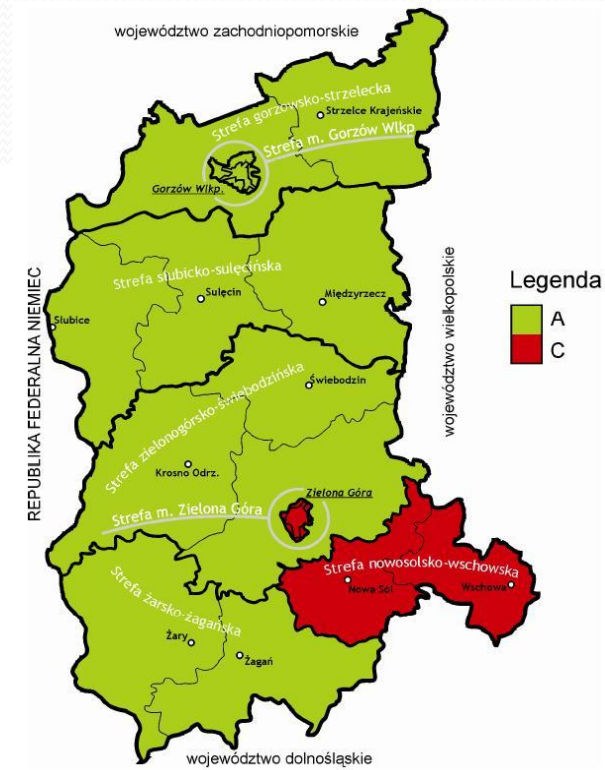 województwo zachodniopomorskie
Strefa gorzowsko-strzelecka
Strzelce Krajeńskie
Strefa m. Gorzów Wlkp
Gorzów Wlkp.
REPUBLIKA FEDERALNA NIEMIEC
województwo wielkopolskie
Strefa słubicko-sulęcińska
Sulęcin
Międzyrzecz
Słubice
Legenda
A
C
Strefa zielonogórsko-świebodzińska
Świebodzin
Krosno Odrz.
Zielona Góra
Strefa m. Zielona Góra
Strefa nowosolsko-wschowska
Nowa Sól
Wschowa
Strefa żarsko-żagańska
Żary
Żagań
województwo dolnośląskie